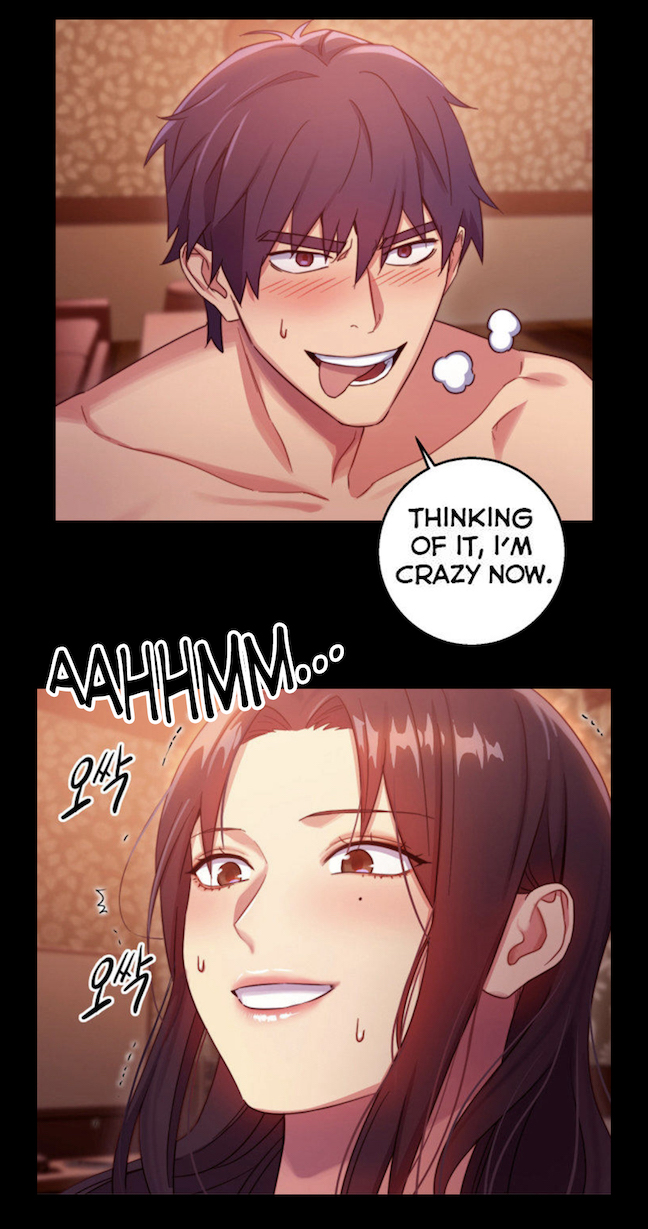 THINKING
OF IT, I'M
CRAZY NOW.
AAHHMM...
오싹
오싹